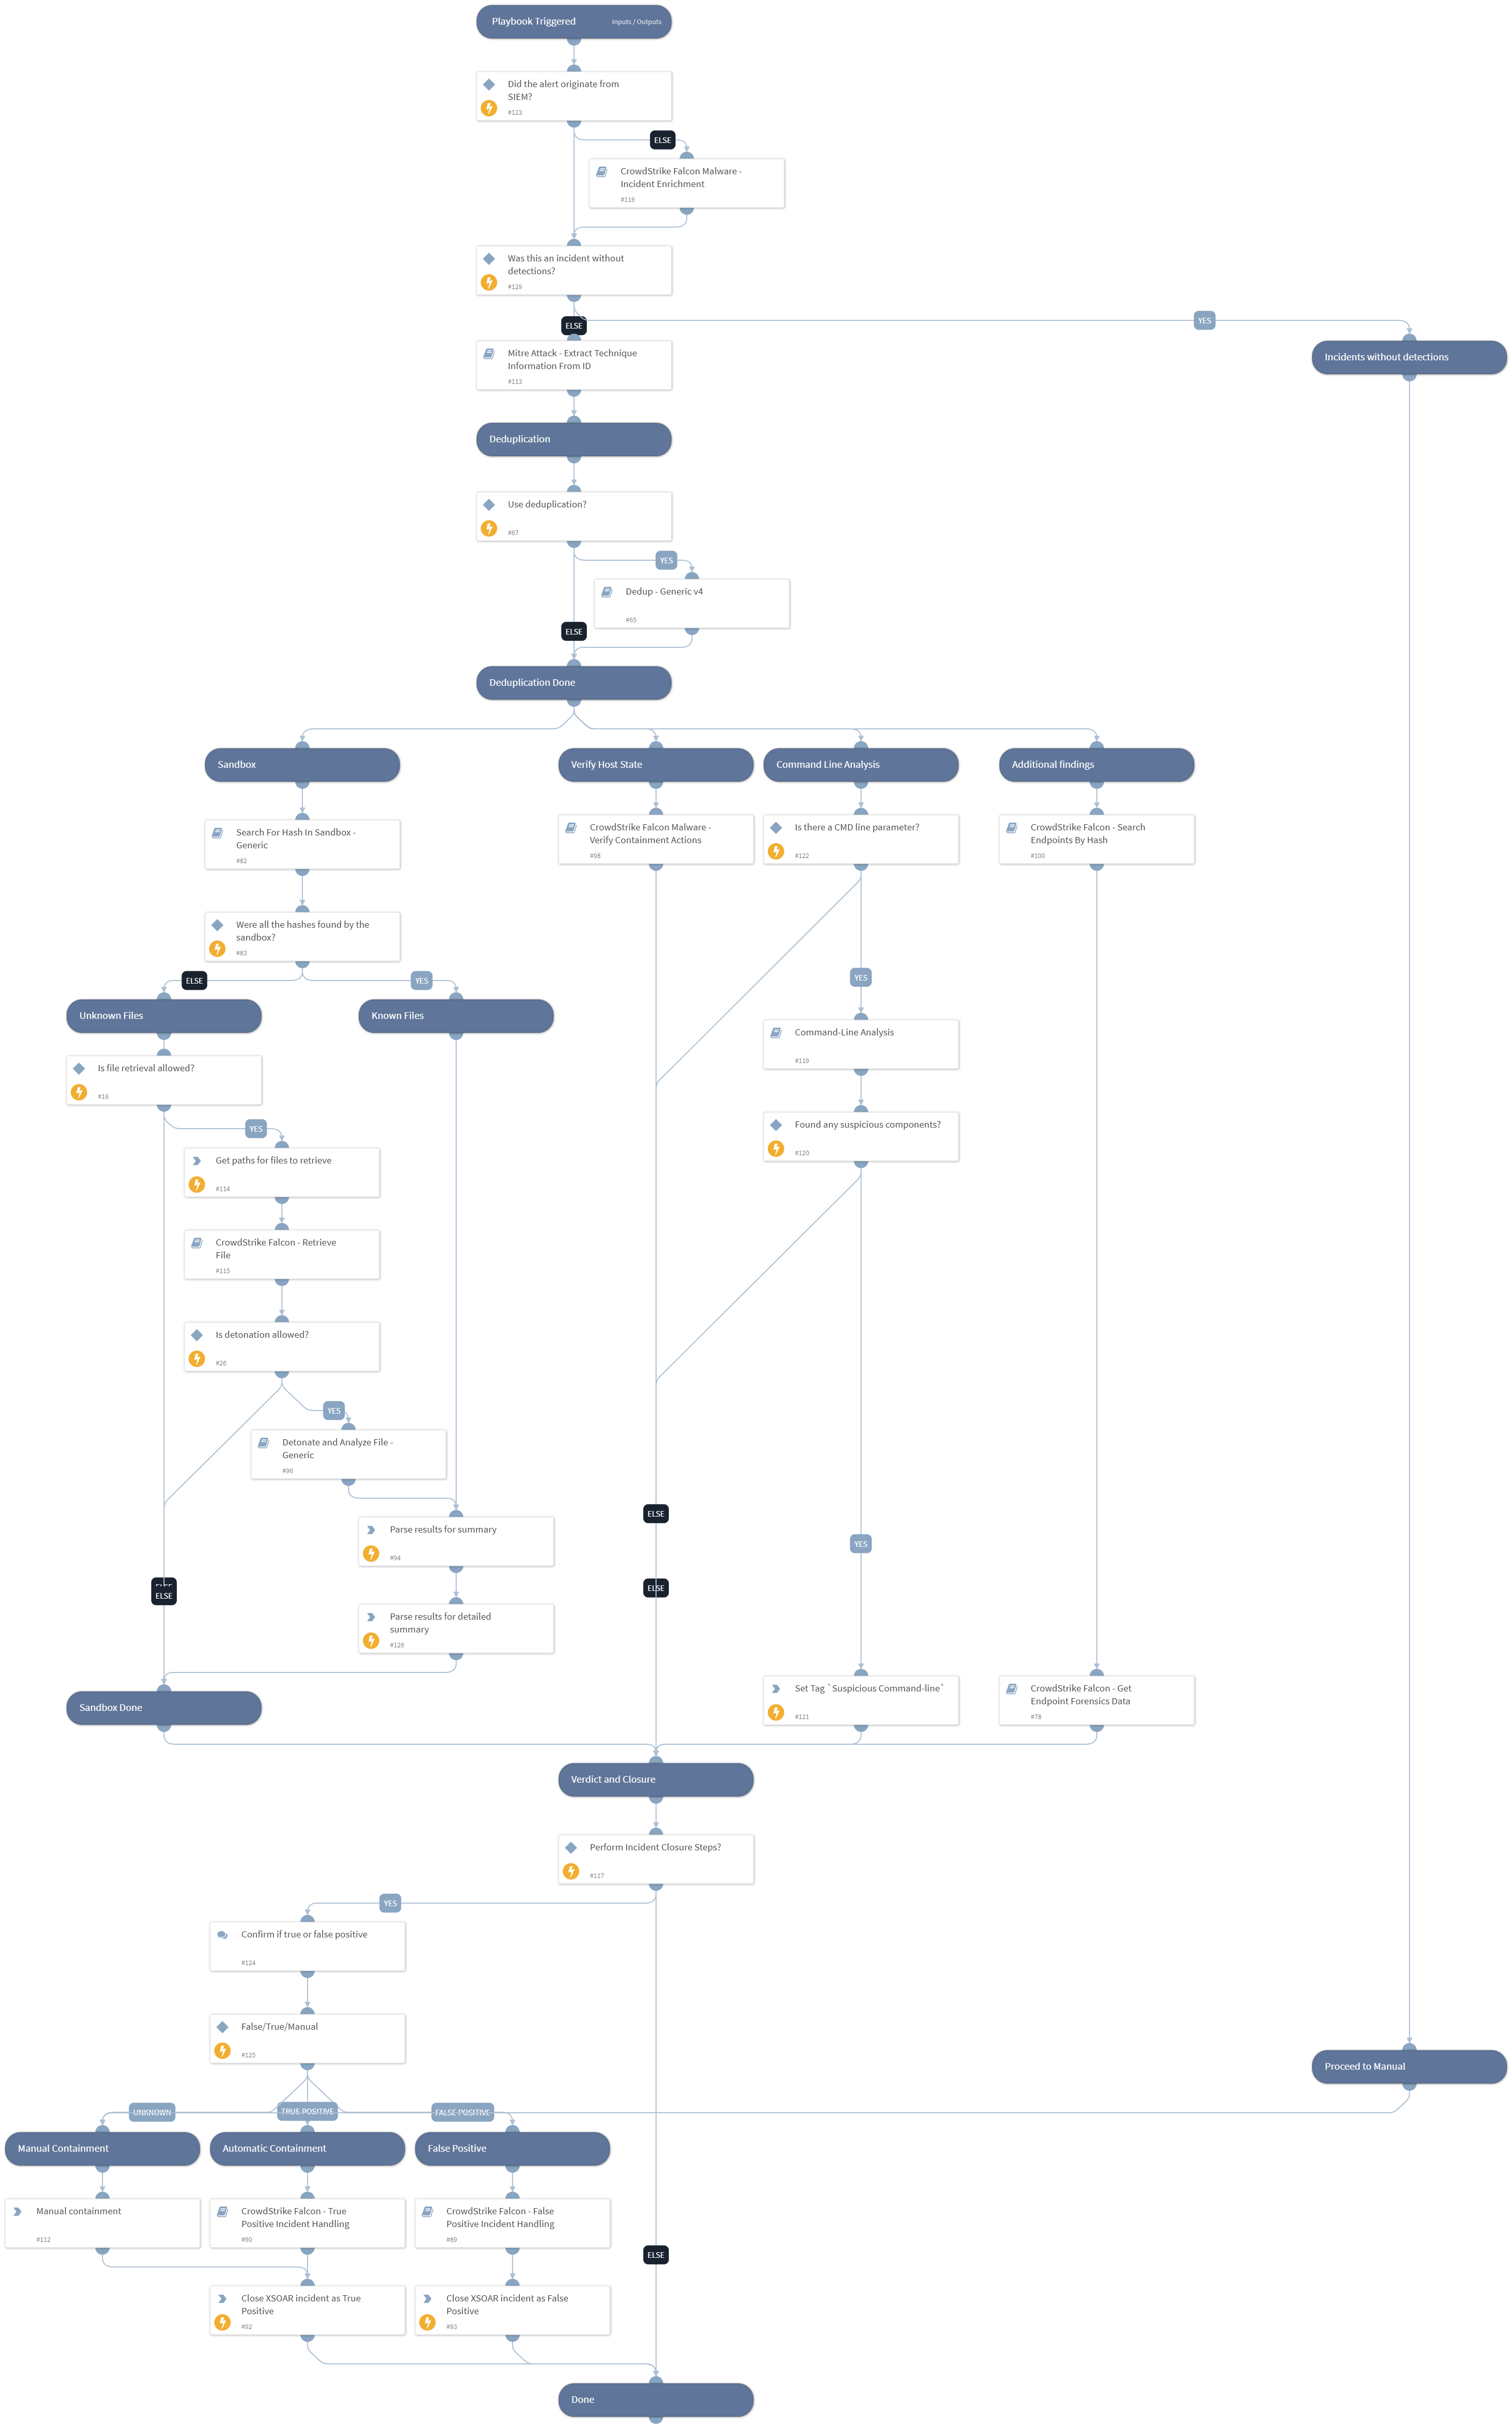 Playbook Triggered
Inputs / Outputs
Did the alert originate from
SIEM?
#123
ELSE
CrowdStrike Falcon Malware -
Incident Enrichment
#116
Was this an incident without
detections?
#129
YES
ELSE
Mitre Attack - Extract Technique
Information From ID
#113
Incidents without detections
Deduplication
Use deduplication?
#67
YES
Dedup - Generic v4
#65
ELSE
Deduplication Done
Sandbox
Verify Host State
Command Line Analysis
Additional findings
Search For Hash In Sandbox -
Generic
#82
CrowdStrike Falcon Malware -
Verify Containment Actions
#98
Is there a CMD line parameter?
#122
CrowdStrike Falcon - Search
Endpoints By Hash
#100
Were all the hashes found by the
sandbox?
#83
ELSE
YES
YES
Unknown Files
Known Files
Command-Line Analysis
#119
Is file retrieval allowed?
#16
YES
Found any suspicious components?
#120
Get paths for files to retrieve
#114
CrowdStrike Falcon - Retrieve
File
#115
Is detonation allowed?
#26
YES
Detonate and Analyze File -
Generic
#96
ELSE
Parse results for summary
#94
YES
ELSE
ELSE
ELSE
Parse results for detailed
summary
#126
Sandbox Done
Set Tag `Suspicious Command-line`
#121
CrowdStrike Falcon - Get
Endpoint Forensics Data
#78
Verdict and Closure
Perform Incident Closure Steps?
#117
YES
Confirm if true or false positive
#124
False/True/Manual
#125
Proceed to Manual
UNKNOWN
TRUE POSITIVE
FALSE POSITIVE
Manual Containment
Automatic Containment
False Positive
Manual containment
#112
CrowdStrike Falcon - True
Positive Incident Handling
#90
CrowdStrike Falcon - False
Positive Incident Handling
#89
ELSE
Close XSOAR incident as True
Positive
#92
Close XSOAR incident as False
Positive
#93
Done